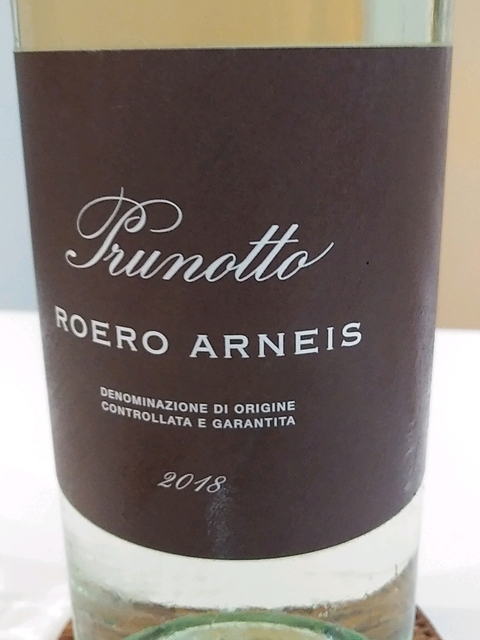 Prunotto
ROERO ARNEIS
DENOMINAZIONE DI ORIGINE
CONTROLLATA E GARANTITA
2018